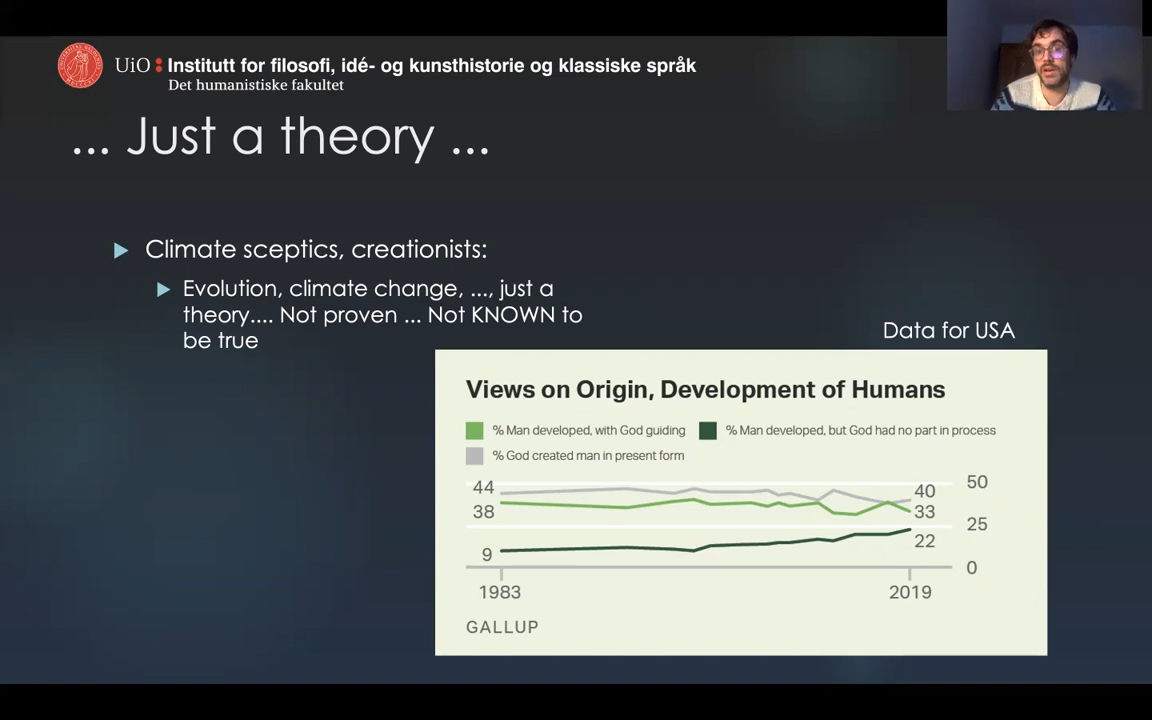 UiO : Institutt for filosofi, idé- og kunsthistorie og klassiske språk
Det humanistiske fakultet
... Just a theory ...
Climate sceptics, creationists:
Evolution, climate change, ..., just a
theory.... Not proven ... Not KNOWN to
be true
Data for USA
Views on Origin, Development of Humans
% Man developed, with God guiding % Man developed, but God had no part in process
% God created man in present form
44 50
40
38 33
25
22
9
0
1983 2019
GALLUP